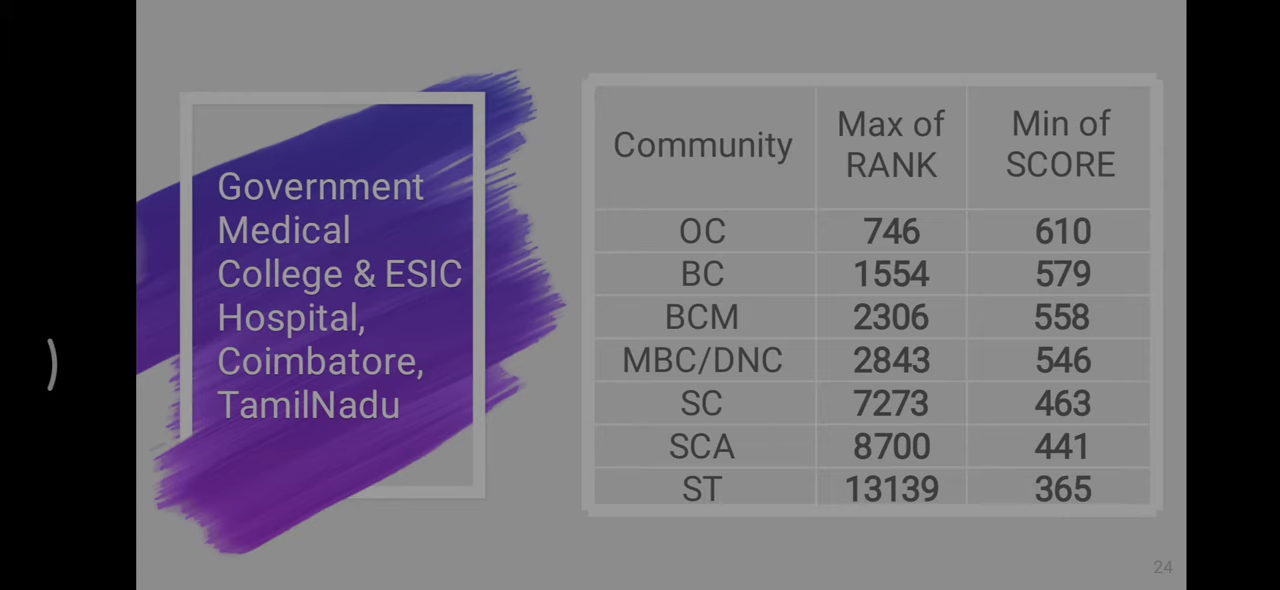 Government
Medical
College & ESIC
Hospital,
Coimbatore,
TamilNadu
Community Max of RANK Min of SCORE
OC 746 610
BC 1554 579
BCM 2306 558
MBC/DNC 2843 546
SC 7273 463
SCA 8700 441
ST 13139 365
24